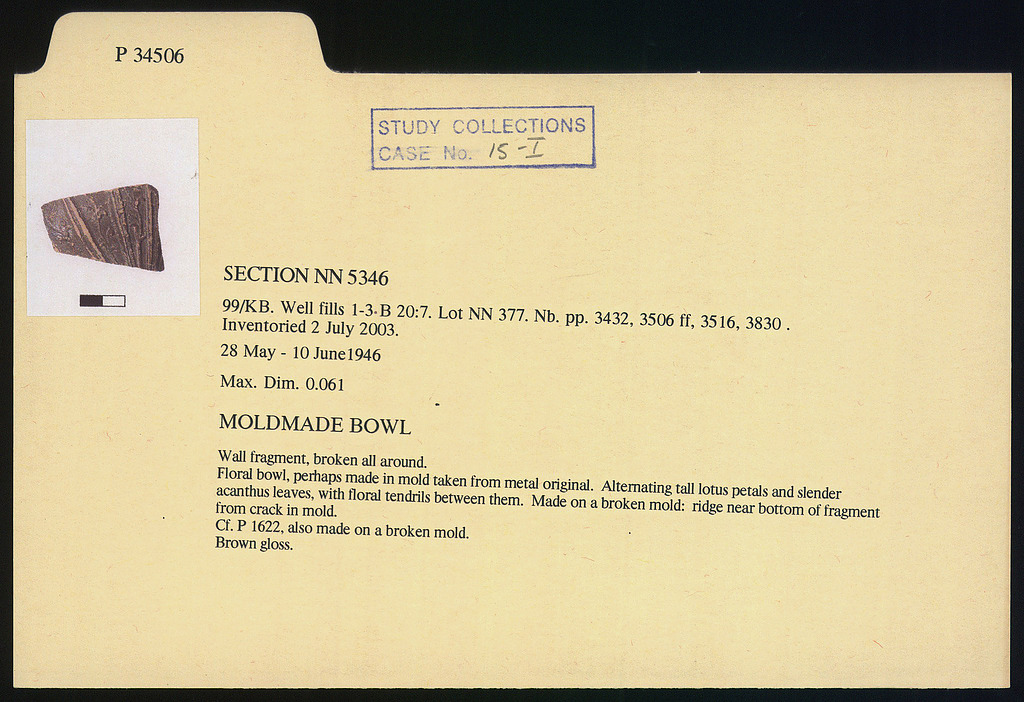 P 34506
STUDY COLLECTIONS
CASE No. 15-I
SECTION NN 5346
99/KB. Well fills 1-3-B 20:7. Lot NN 377. Nb. pp. 3432, 3506 ff, 3516, 3830 .
Inventoried 2 July 2003.
28 May - 10 June1946
Max. Dim. 0.061
MOLDMADE BOWL
Wall fragment, broken all around.
Floral bowl, perhaps made in mold taken from metal original. Alternating tall lotus petals and slender
acanthus leaves, with floral tendrils between them. Made on a broken mold: ridge near bottom of fragment
from crack in mold.
Cf. P 1622, also made on a broken mold.
Brown gloss.